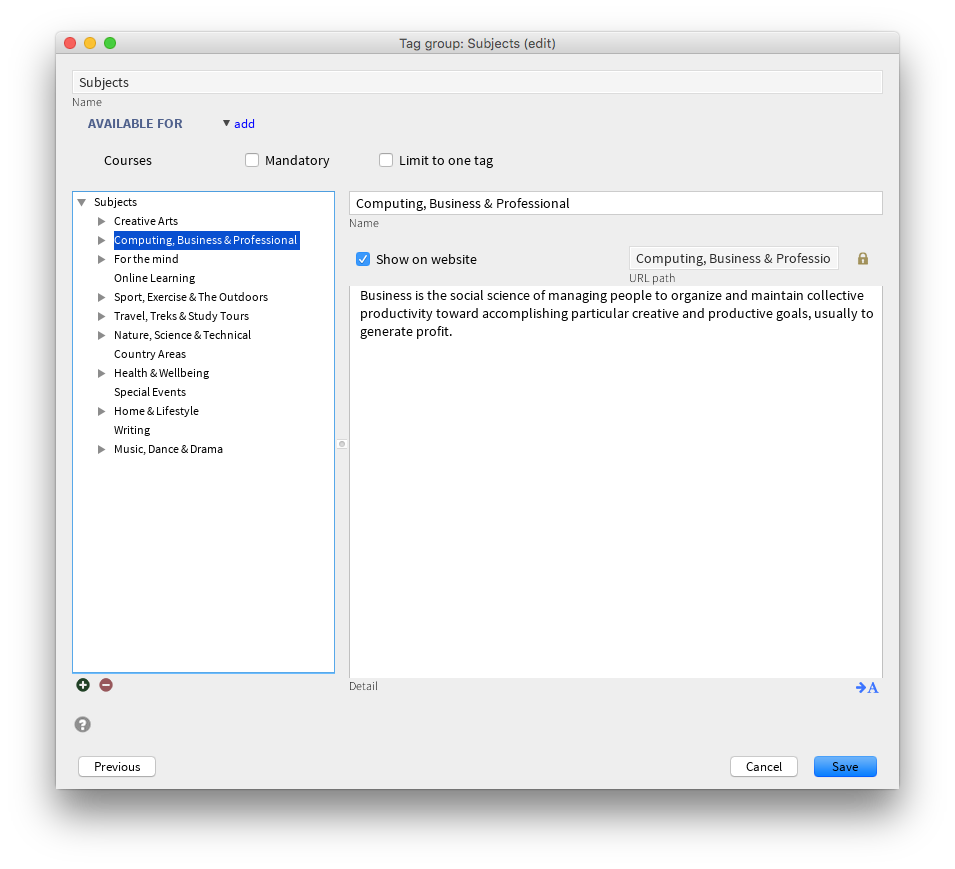 Tag group: Subjects (edit)
Subjects
Name
AVAILABLE FOR
add
Courses
Mandatory
Limit to one tag
Subjects
Creative Arts
Computing, Business & Professional
For the mind
Online Learning
Sport, Exercise & The Outdoors
Travel, Treks & Study Tours
Nature, Science & Technical
Country Areas
Health & Wellbeing
Special Events
Home & Lifestyle
Writing
Music, Dance & Drama
Computing, Business & Professional
Name
Show on website
Computing, Business & Professio
URL path
Business is the social science of managing people to organize and maintain collective
productivity toward accomplishing particular creative and productive goals, usually to
generate profit.
Detail
A
?
Previous
Cancel
Save